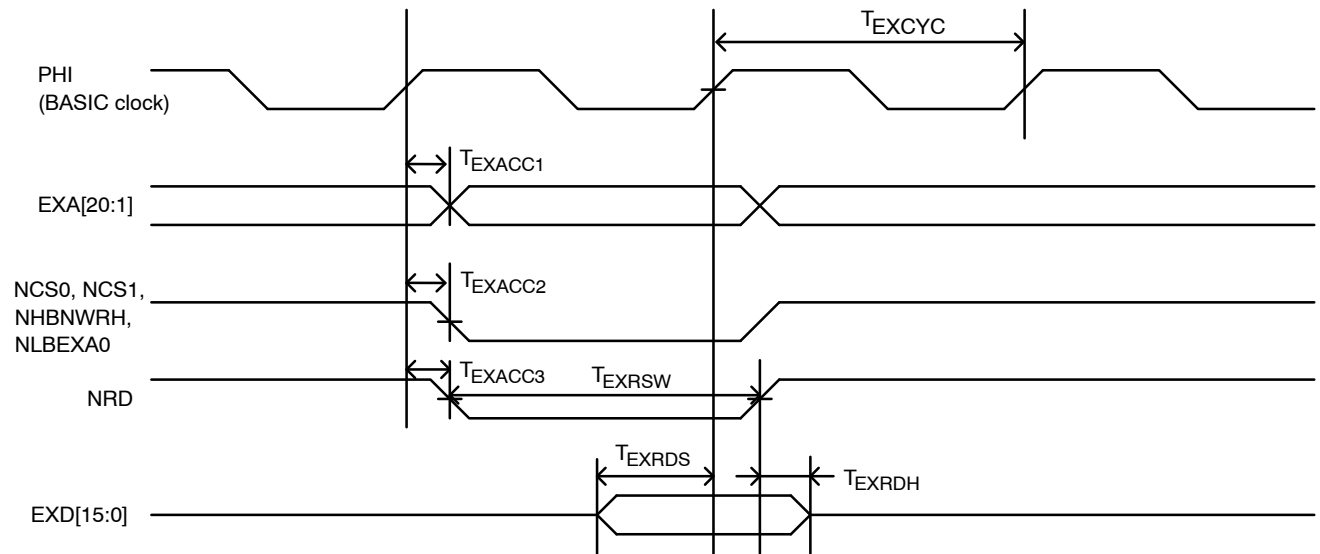 TEXCYC
PHI
(BASIC clock)
TEXACC1
EXA[20:1]
TEXACC2
NCS0, NCS1,
NHBNWRH,
NLBEXA0
TEXACC3
TEXRSW
NRD
TEXRDS
TEXRDH
EXD[15:0]